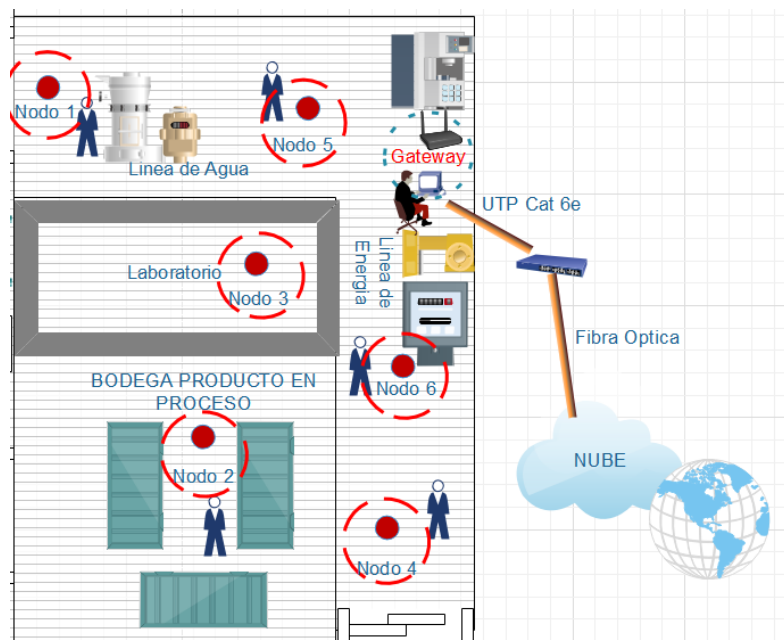 Nodo 1
Nodo 5
Linea de Agua
Gateway
UTP Cat 6e
Laboratorio
Nodo 3
Linea de
Energia
Fibra Optica
Nodo 6
BODEGA PRODUCTO EN
PROCESO
Nodo 2
NUBE
Nodo 4